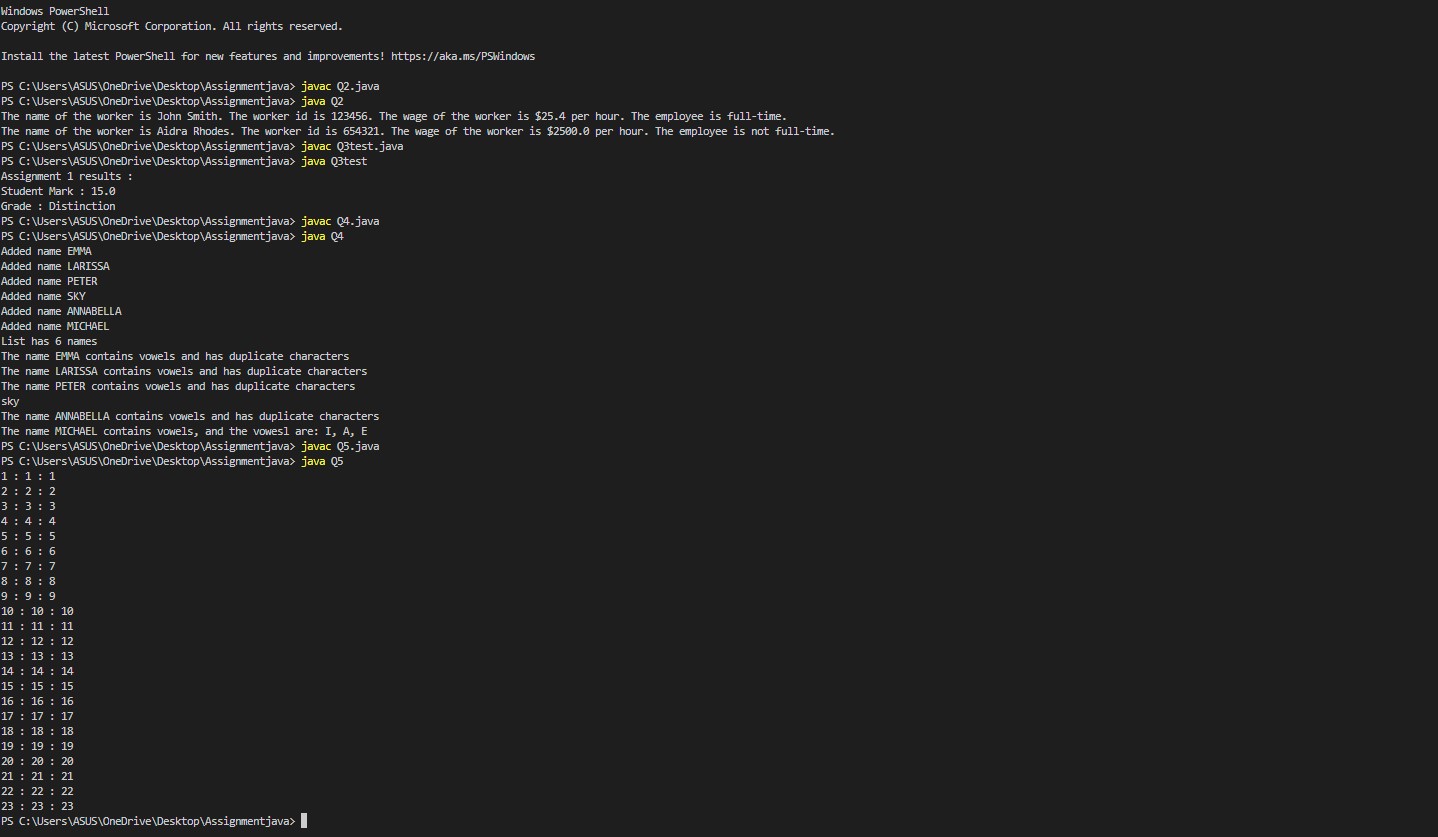 Windows PowerShell
Copyright (C) Microsoft Corporation. All rights reserved.
Install the latest PowerShell for new features and improvements! https://aka.ms/PSWindows
PS C:\Users\ASUS\OneDrive\Desktop\Assignmentjava> javac Q2.java
PS C:\Users\ASUS\OneDrive\Desktop\Assignmentjava> java Q2
The name of the worker is John Smith. The worker id is 123456. The wage of the worker is $25.4 per hour. The employee is full-time.
The name of the worker is Aidra Rhodes. The worker id is 654321. The wage of the worker is $2500.0 per hour. The employee is not full-time.
PS C:\Users\ASUS\OneDrive\Desktop\Assignmentjava> javac Q3test.java
PS C:\Users\ASUS\OneDrive\Desktop\Assignmentjava> java Q3test
Assignment 1 results :
Student Mark : 15.0
Grade : Distinction
PS C:\Users\ASUS\OneDrive\Desktop\Assignmentjava> javac Q4.java
PS C:\Users\ASUS\OneDrive\Desktop\Assignmentjava> java Q4
Added name EMMA
Added name LARISSA
Added name PETER
Added name SKY
Added name ANNABELLA
Added name MICHAEL
List has 6 names
The name EMMA contains vowels and has duplicate characters
The name LARISSA contains vowels and has duplicate characters
The name PETER contains vowels and has duplicate characters
sky
The name ANNABELLA contains vowels and has duplicate characters
The name MICHAEL contains vowels, and the vowesl are: I, A, E
PS C:\Users\ASUS\OneDrive\Desktop\Assignmentjava> javac Q5.java
PS C:\Users\ASUS\OneDrive\Desktop\Assignmentjava> java Q5
1 : 1 : 1
2 : 2 : 2
3 : 3 : 3
4 : 4 : 4
5 : 5 : 5
6 : 6 : 6
7 : 7 : 7
8 : 8 : 8
9 : 9 : 9
10 : 10 : 10
11 : 11 : 11
12 : 12 : 12
13 : 13 : 13
14 : 14 : 14
15 : 15 : 15
16 : 16 : 16
17 : 17 : 17
18 : 18 : 18
19 : 19 : 19
20 : 20 : 20
21 : 21 : 21
22 : 22 : 22
23 : 23 : 23
PS C:\Users\ASUS\OneDrive\Desktop\Assignmentjava>